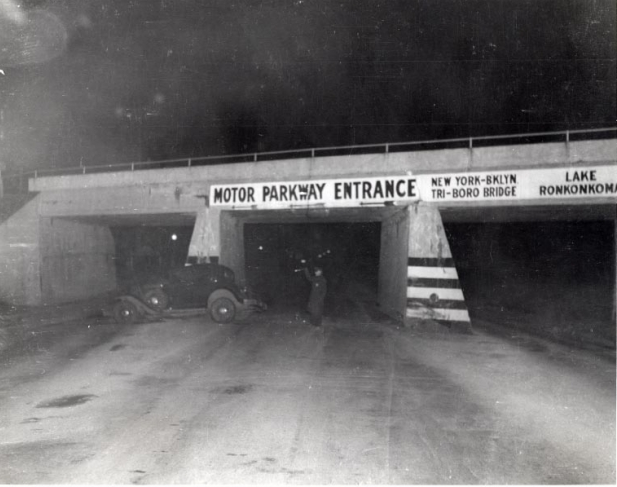 MOTOR PARKWAY ENTRANCE
NEW YORK-BKLYN
TRI-BORO BRIDGE
LAKE
RONKONKOMA